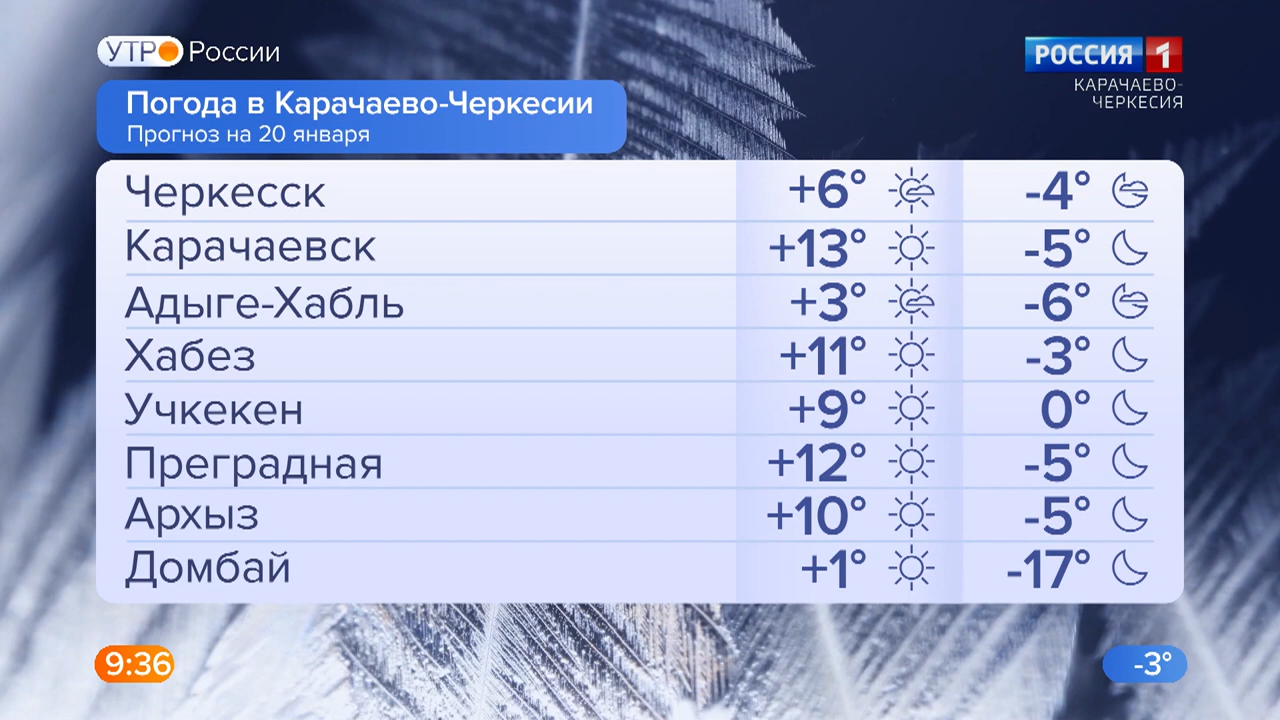 УТРО России
РОССИЯ 1
КАРАЧАЕВО-
ЧЕРКЕСИЯ
Погода в Карачаево-Черкесии
Прогноз на 20 января
Черкесск +6° -4°
Карачаевск +13° -5°
Адыге-Хабль +3° -6°
Хабез +11° -3°
Учкекен +9° 0°
Преградная +12° -5°
Архыз +10° -5°
Домбай +1° -17°
9:36 -3°